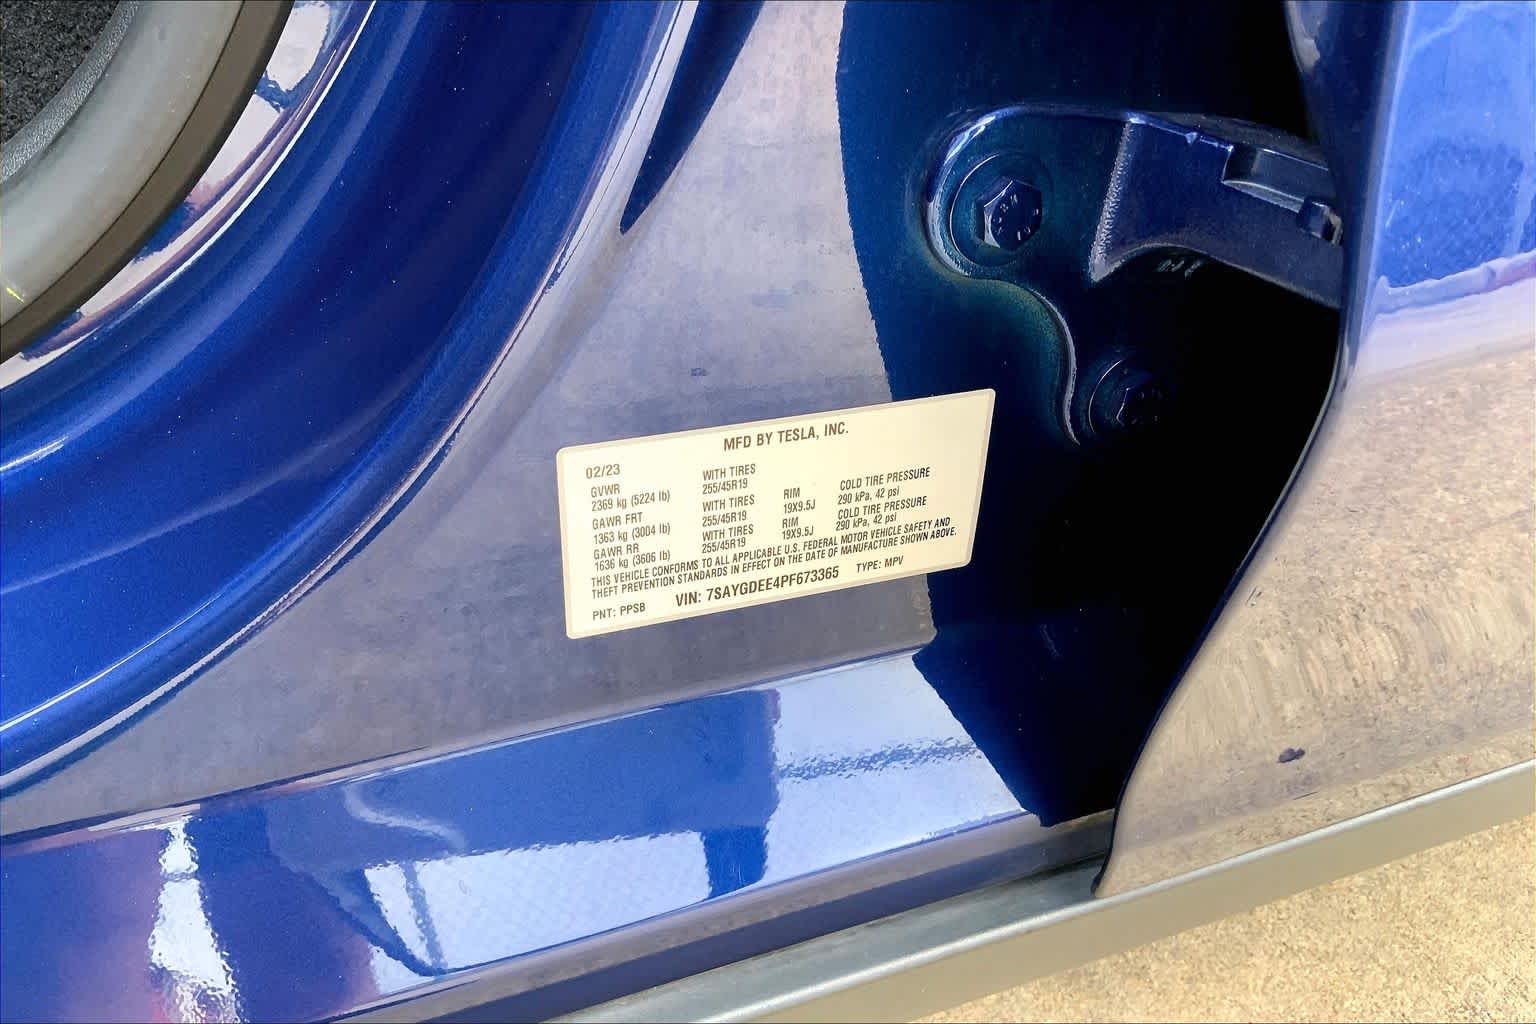 MFD BY TESLA, INC.
02/23
GVWR WITH TIRES
2369 kg (5224 lb) 255/45R19
GAWR FRT WITH TIRES RIM COLD TIRE PRESSURE
1363 kg (3004 lb) 255/45R19 19X9.5J 290 kPa, 42 psi
GAWR RR WITH TIRES RIM COLD TIRE PRESSURE
1636 kg (3606 lb) 255/45R19 19X9.5J 290 kPa, 42 psi
THIS VEHICLE CONFORMS TO ALL APPLICABLE U.S. FEDERAL MOTOR VEHICLE SAFETY AND
THEFT PREVENTION STANDARDS IN EFFECT ON THE DATE OF MANUFACTURE SHOWN ABOVE.
PNT: PPSB VIN: 7SAYGDEE4PF673365 TYPE: MPV